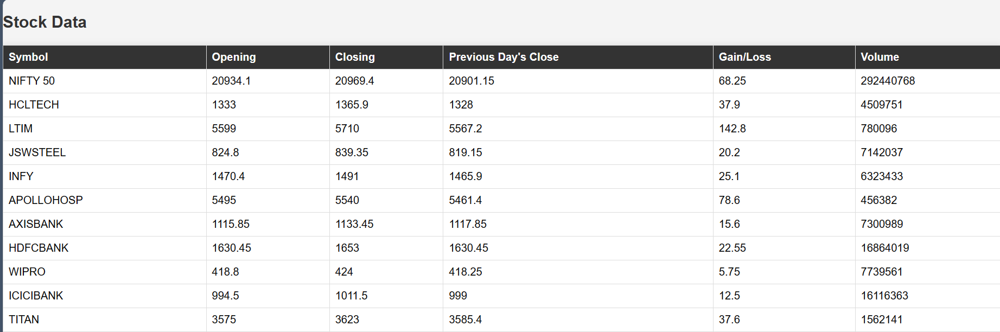 Stock Data
Symbol Opening Closing Previous Day's Close Gain/Loss Volume
NIFTY 50 20934.1 20969.4 20901.15 68.25 292440768
HCLTECH 1333 1365.9 1328 37.9 4509751
LTIM 5599 5710 5567.2 142.8 780096
JSWSTEEL 824.8 839.35 819.15 20.2 7142037
INFY 1470.4 1491 1465.9 25.1 6323433
APOLLOHOSP 5495 5540 5461.4 78.6 456382
AXISBANK 1115.85 1133.45 1117.85 15.6 7300989
HDFCBANK 1630.45 1653 1630.45 22.55 16864019
WIPRO 418.8 424 418.25 5.75 7739561
ICICIBANK 994.5 1011.5 999 12.5 16116363
TITAN 3575 3623 3585.4 37.6 1562141